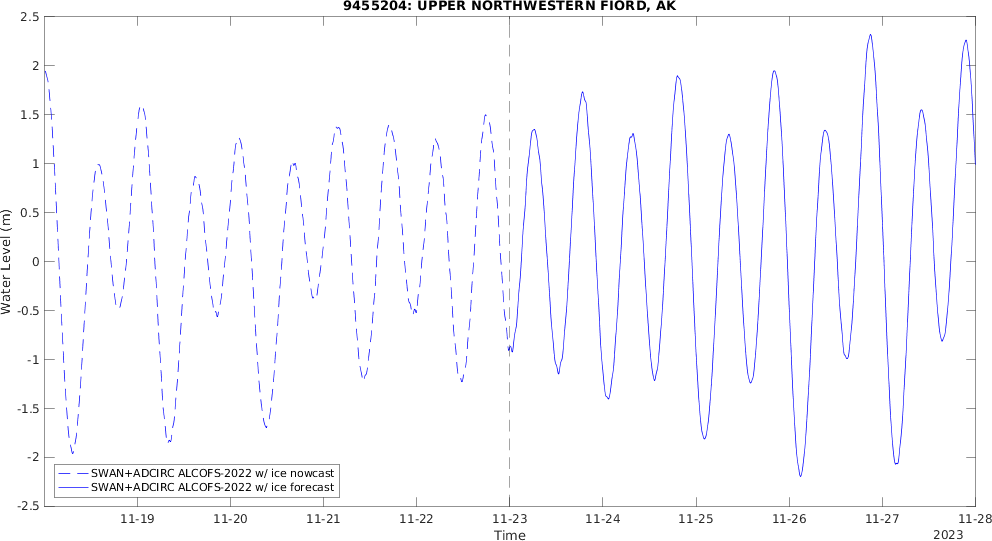 9455204: UPPER NORTHWESTERN FIORD, AK
2.5
2
1.5
1
0.5
0
-0.5
-1
-1.5
-2
-2.5
Water Level (m)
SWAN+ADCIRC ALCOFS-2022 w/ ice nowcast
SWAN+ADCIRC ALCOFS-2022 w/ ice forecast
11-19 11-20 11-21 11-22 11-23 11-24 11-25 11-26 11-27 11-28
Time
2023